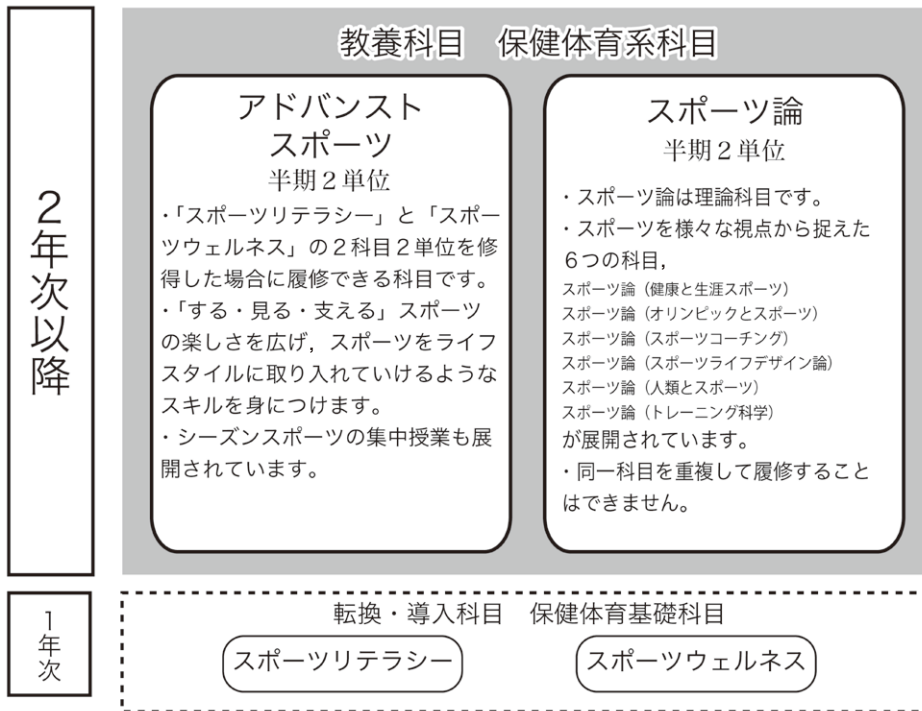 2年次以降
教養科目　保健体育系科目
アドバンスト
スポーツ
半期２単位
・「スポーツリテラシー」と「スポー
ツウェルネス」の２科目２単位を修
得した場合に履修できる科目です。
・「する・見る・支える」スポーツ
の楽しさを広げ，スポーツをライフ
スタイルに取り入れていけるような
スキルを身につけます。
・シーズンスポーツの集中授業も展
開されています。
スポーツ論
半期２単位
・スポーツ論は理論科目です。
・スポーツを様々な視点から捉えた
６つの科目，
スポーツ論（健康と生涯スポーツ）
スポーツ論（オリンピックとスポーツ）
スポーツ論（スポーツコーチング）
スポーツ論（スポーツライフデザイン論）
スポーツ論（人類とスポーツ）
スポーツ論（トレーニング科学）
が展開されています。
・同一科目を重複して履修すること
はできません。
1年次
転換・導入科目　保健体育基礎科目
スポーツリテラシー
スポーツウェルネス